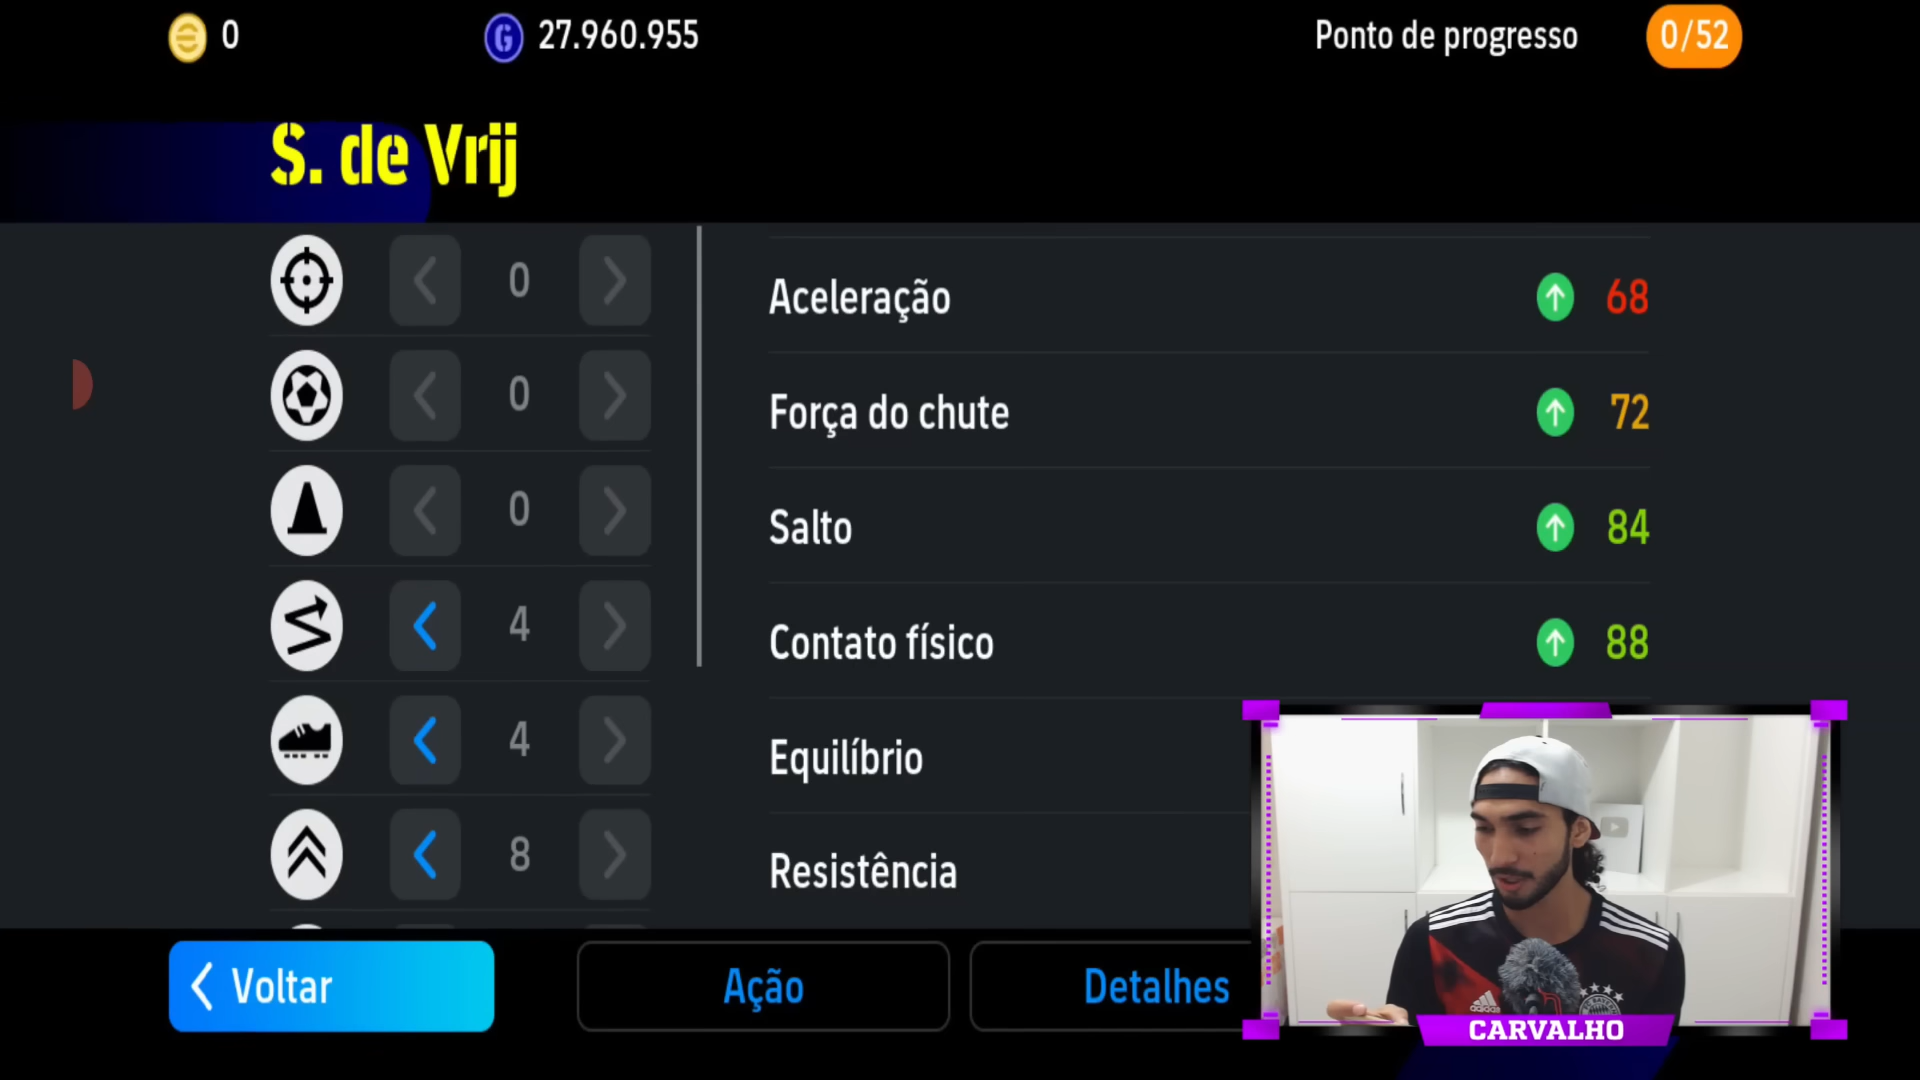 0
27.960.955
Ponto de progresso
0/52
S. de Vrij
0
0
0
4
4
8
Aceleração 68
Força do chute 72
Salto 84
Contato físico 88
Equilíbrio
Resistência
Voltar
Ação
Detalhes
adidas
CARVALHO